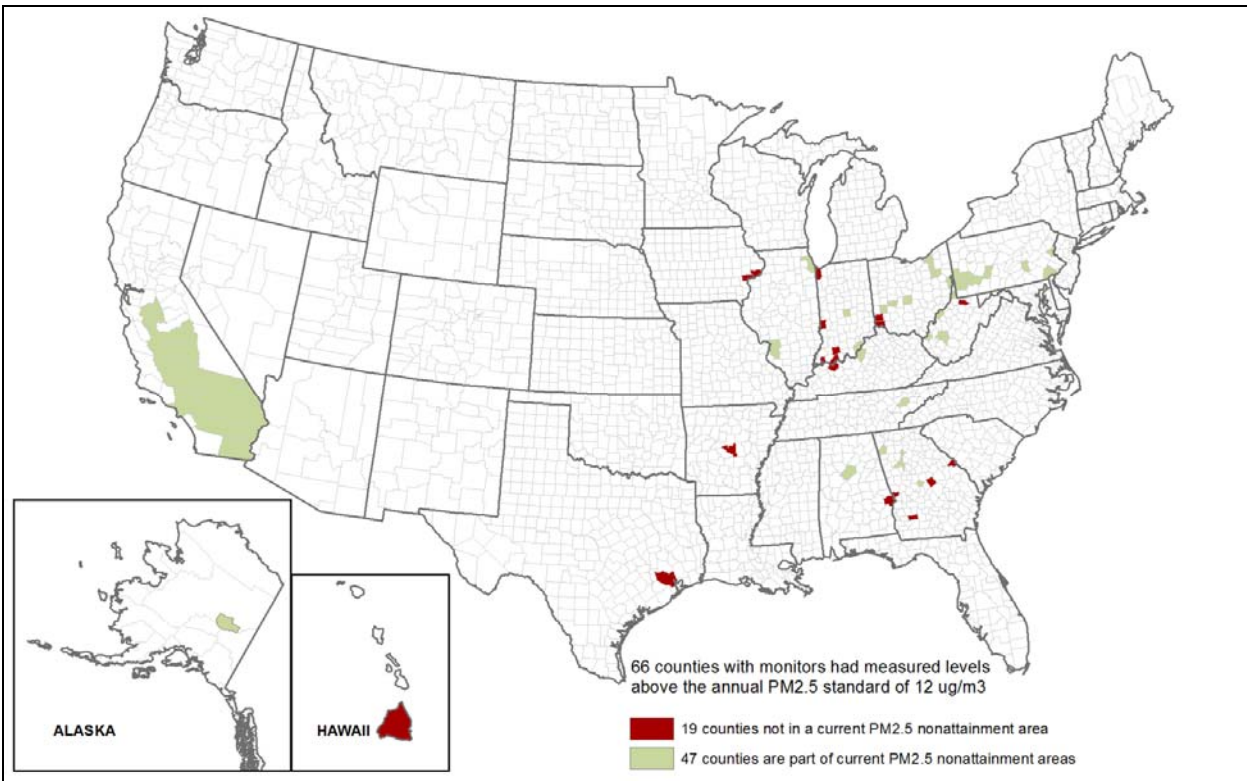 66 counties with monitors had measured levels
above the annual PM2.5 standard of 12 ug/m3
ALASKA
HAWAII
19 counties not in a current PM2.5 nonattainment area
47 counties are part of current PM2.5 nonattainment areas